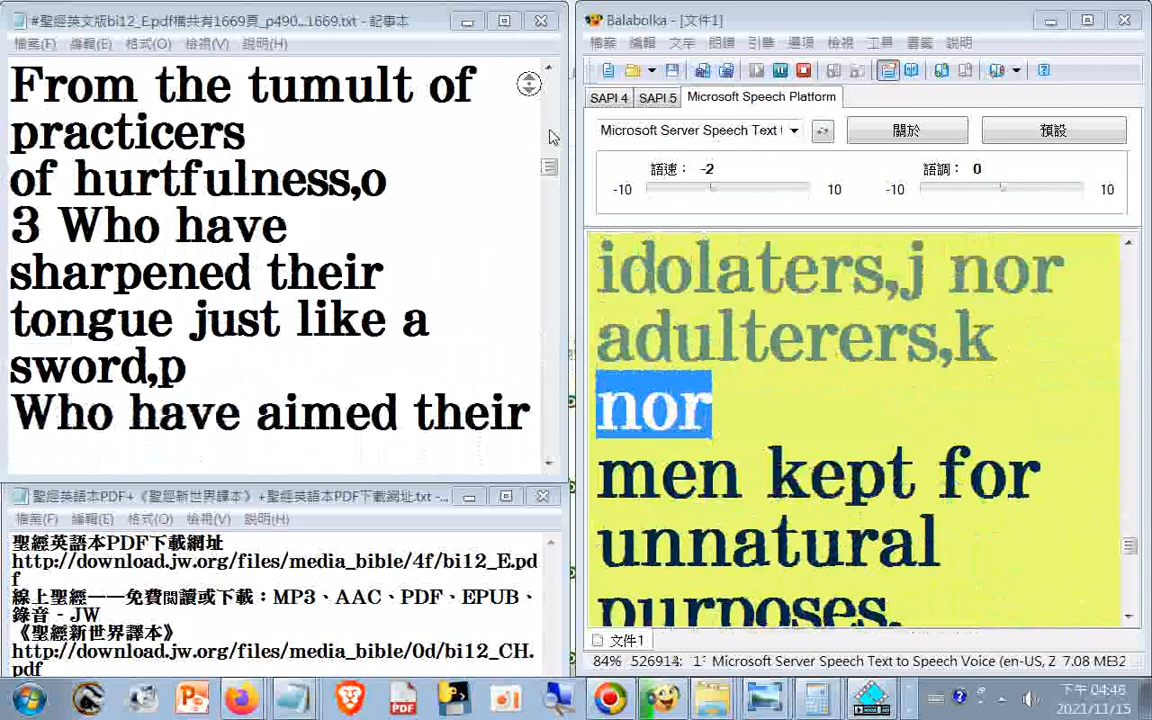 #聖經英文版bi12_E.pdf檔共有1669頁_p490...1669.txt - 記事本
檔案(F) 編輯(E) 格式(O) 檢視(V) 說明(H)
From the tumult of
practicers
of hurtfulness,o
3 Who have
sharpened their
tongue just like a
sword,p
Who have aimed their
聖經英語本PDF+《聖經新世界譯本》+聖經英語本PDF下載網址.txt -...
檔案(F) 編輯(E) 格式(O) 檢視(V) 說明(H)
聖經英語本PDF下載網址
http://download.jw.org/files/media_bible/4f/bi12_E.pd
f
線上聖經——免費閱讀或下載：MP3、AAC、PDF、EPUB、
錄音 - JW
《聖經新世界譯本》
http://download.jw.org/files/media_bible/0d/bi12_CH.
pdf
Balabolka - [文件1]
檔案 編輯 文字 朗讀 引擎 選項 檢視 工具 書籤 說明
SAPI 4 SAPI 5 Microsoft Speech Platform
Microsoft Server Speech Text 關於 預設
語速： -2 語調： 0
-10 10 -10 10
idolaters,j nor
adulterers,k
nor
men kept for
unnatural
purposes,
文件1
84% 526914: Microsoft Server Speech Text to Speech Voice (en-US, Z 7.08 MB
PDF
下午 04:46
2021/11/15